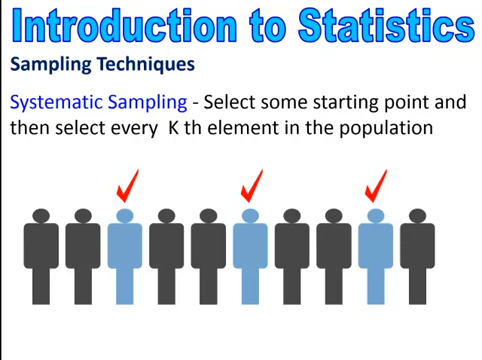 Introduction to Statistics
Sampling Techniques
Systematic Sampling - Select some starting point and
then select every K th element in the population